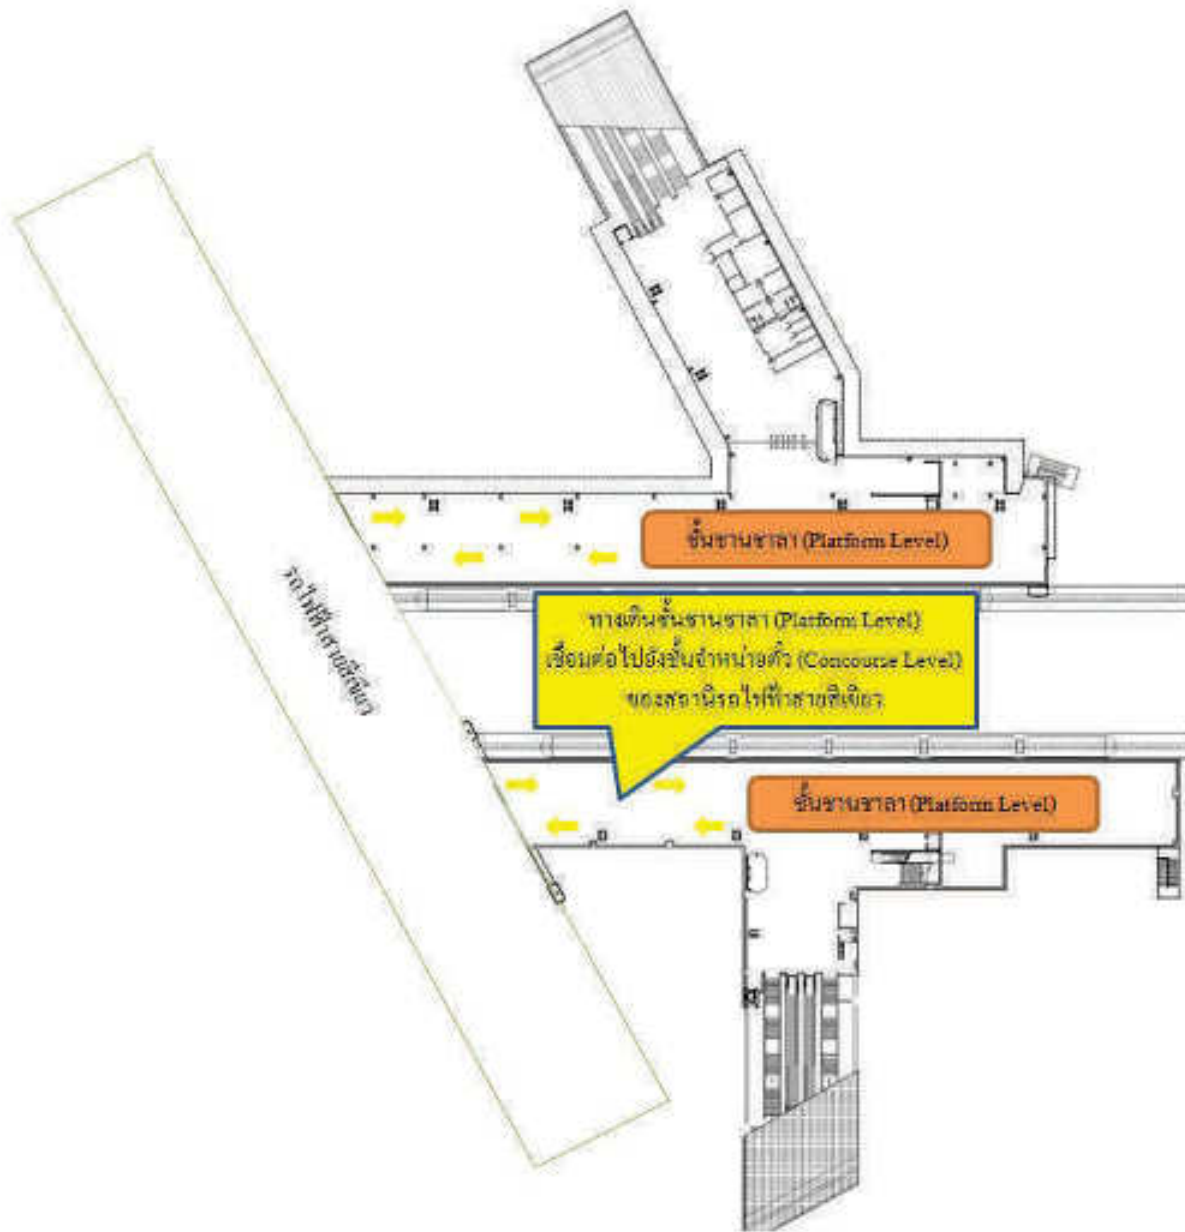 ชั้นชานชาลา (Platform Level)
รถไฟฟ้าสายสีเขียว
ทางเดินชั้นชานชาลา (Platform Level)
เชื่อมต่อไปยังชั้นจำหน่ายตั๋ว (Concourse Level)
ของสถานีรถไฟฟ้าสายสีเขียว
ชั้นชานชาลา (Platform Level)